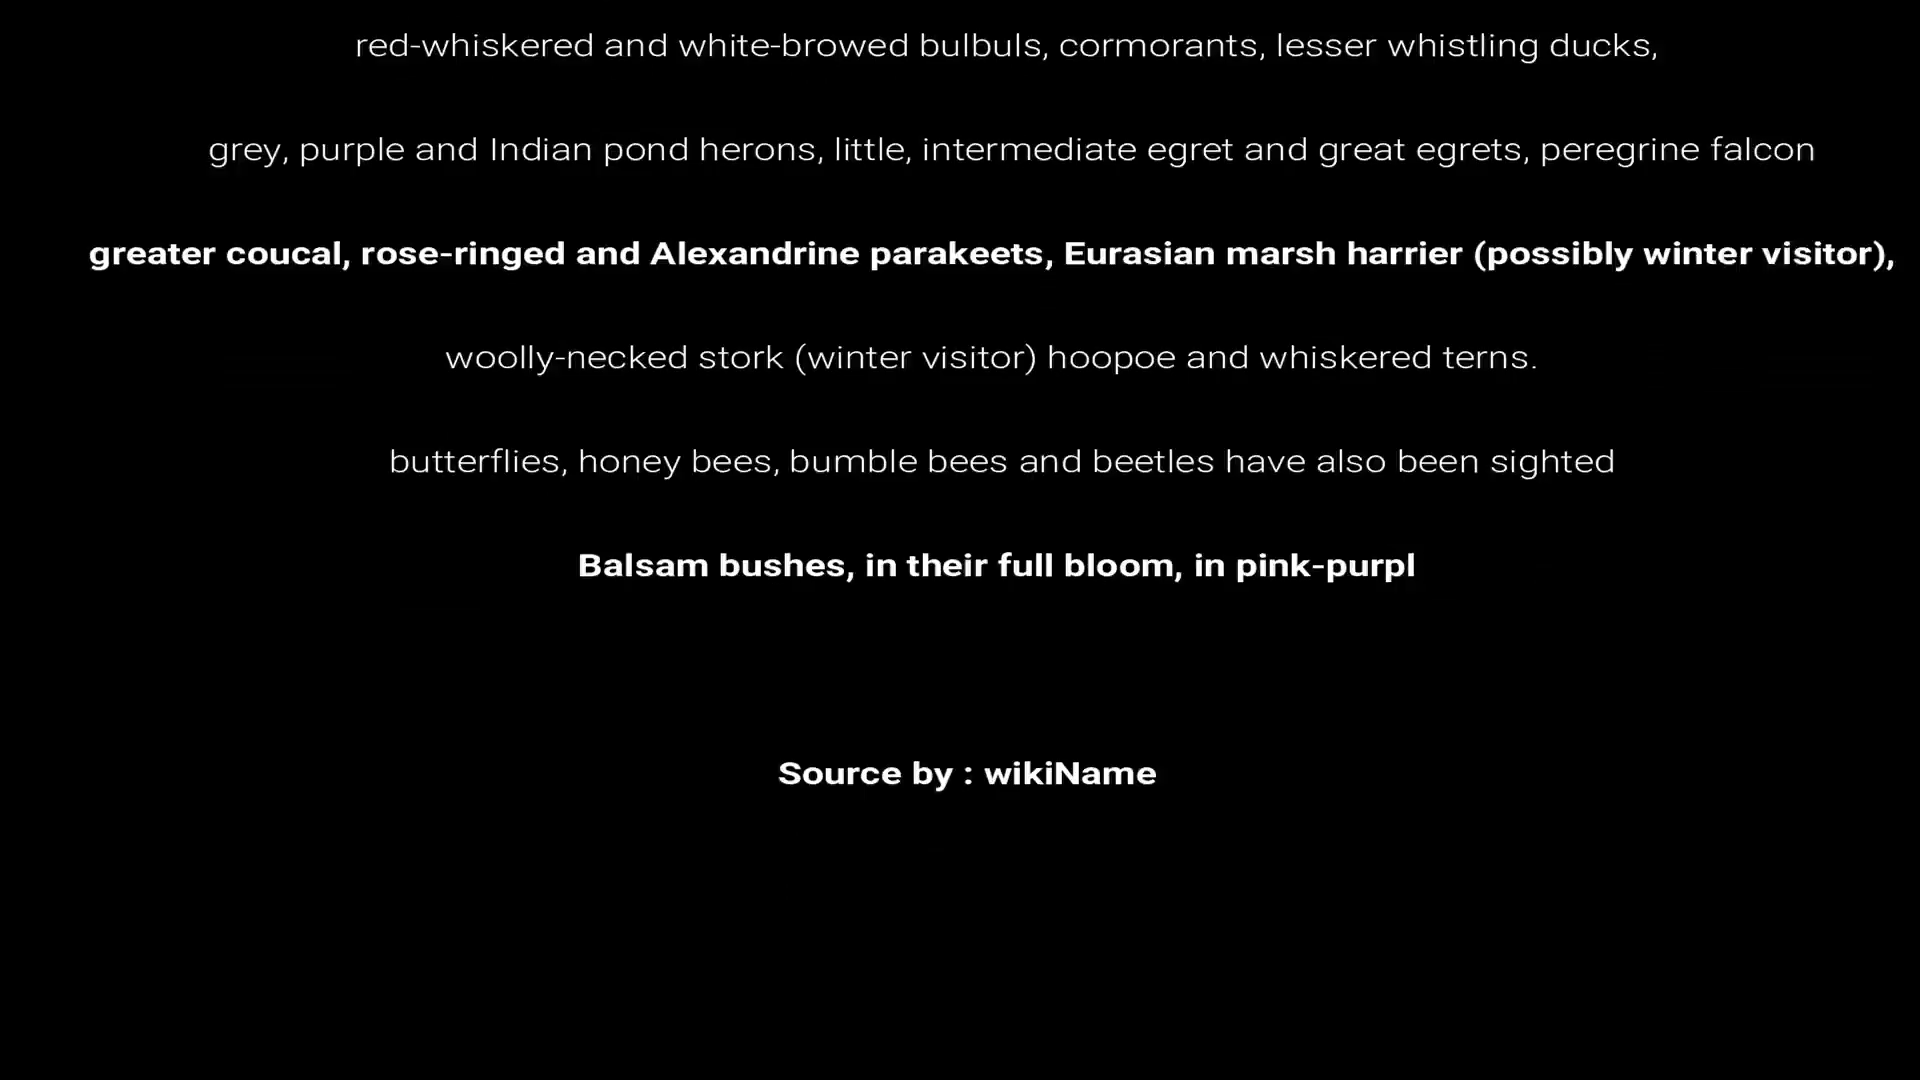 red-whiskered and white-browed bulbuls, cormorants, lesser whistling ducks,
grey, purple and Indian pond herons, little, intermediate egret and great egrets, peregrine falcon
greater coucal, rose-ringed and Alexandrine parakeets, Eurasian marsh harrier (possibly winter visitor),
woolly-necked stork (winter visitor) hoopoe and whiskered terns.
butterflies, honey bees, bumble bees and beetles have also been sighted
Balsam bushes, in their full bloom, in pink-purpl
Source by : wikiName